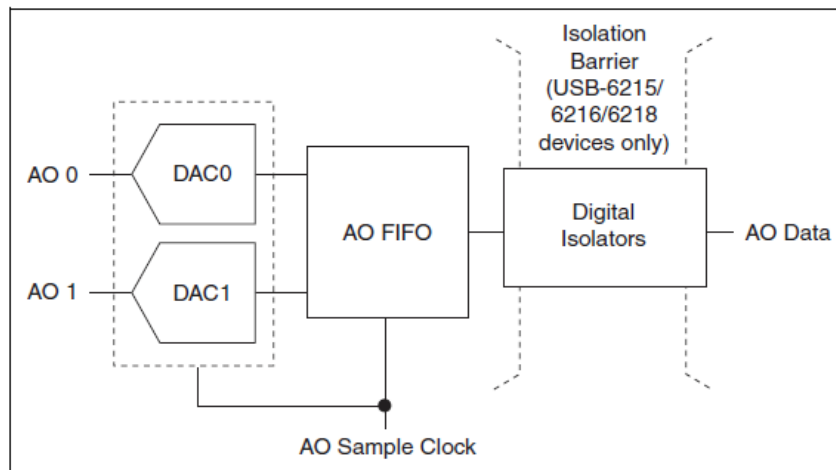 Isolation
Barrier
(USB-6215/
6216/6218
devices only)
AO 0
DAC0
AO FIFO
Digital
Isolators
AO Data
AO 1
DAC1
AO Sample Clock